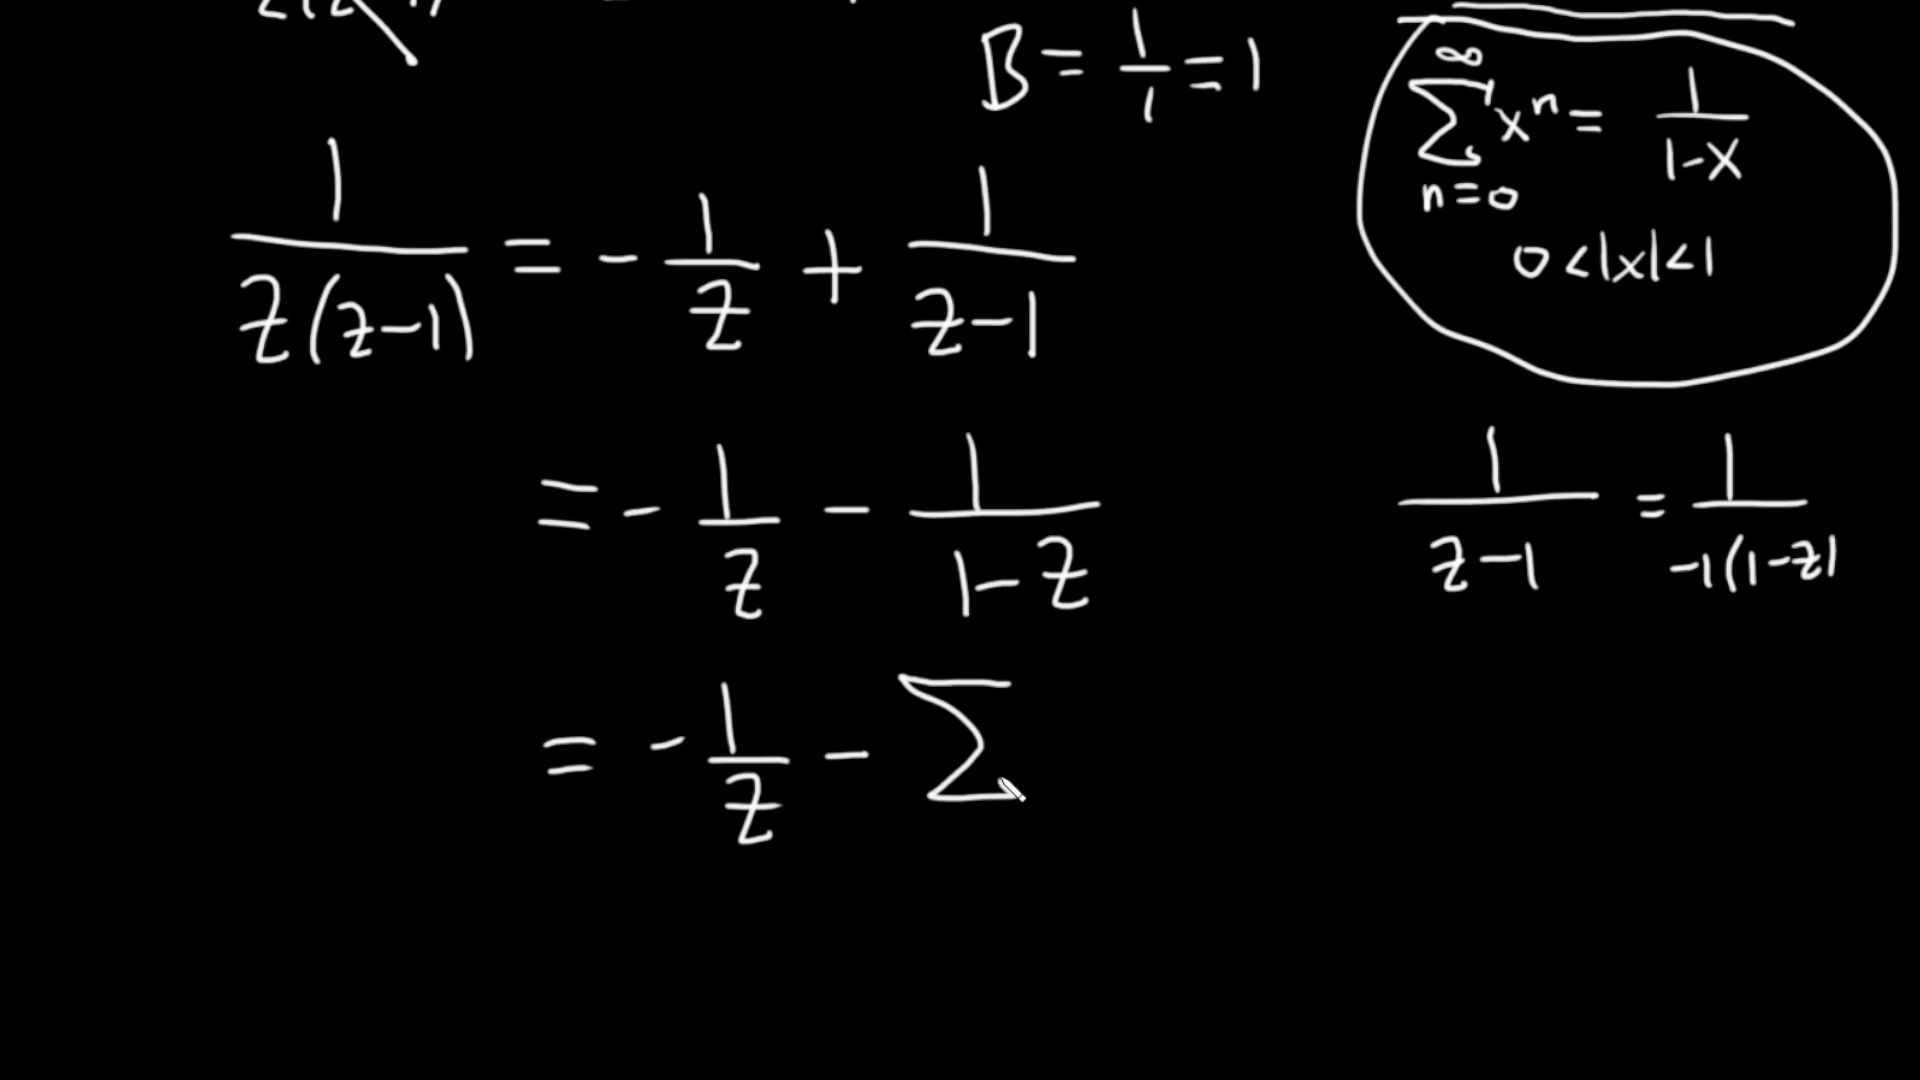 B = 1/1 = 1
∞
∑ xⁿ = 1/(1-x)
n=0
0 < |x| < 1
1/(z(z-1)) = - 1/z + 1/(z-1)
= - 1/z - 1/(1-z)
1/(z-1) = 1/(-1(1-z)
= - 1/z - ∑